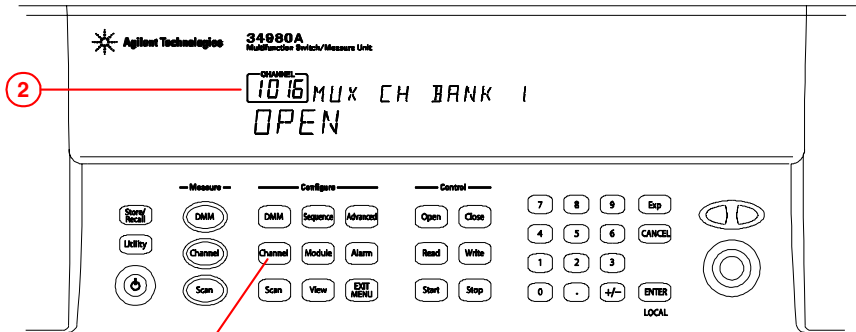 Agilent Technologies
34980A
Multifunction Switch/Measure Unit
CHANNEL
1016 MUX CH BANK 1
OPEN
2
Measure
Configure
Control
Store/
Recall
DMM
DMM
Sequence
Advanced
Open
Close
7
8
9
Exp
Utility
Channel
Channel
Module
Alarm
Read
Write
4
5
6
CANCEL
1
2
3
Scan
Scan
View
EXIT
MENU
Start
Stop
0
.
+/−
ENTER
LOCAL